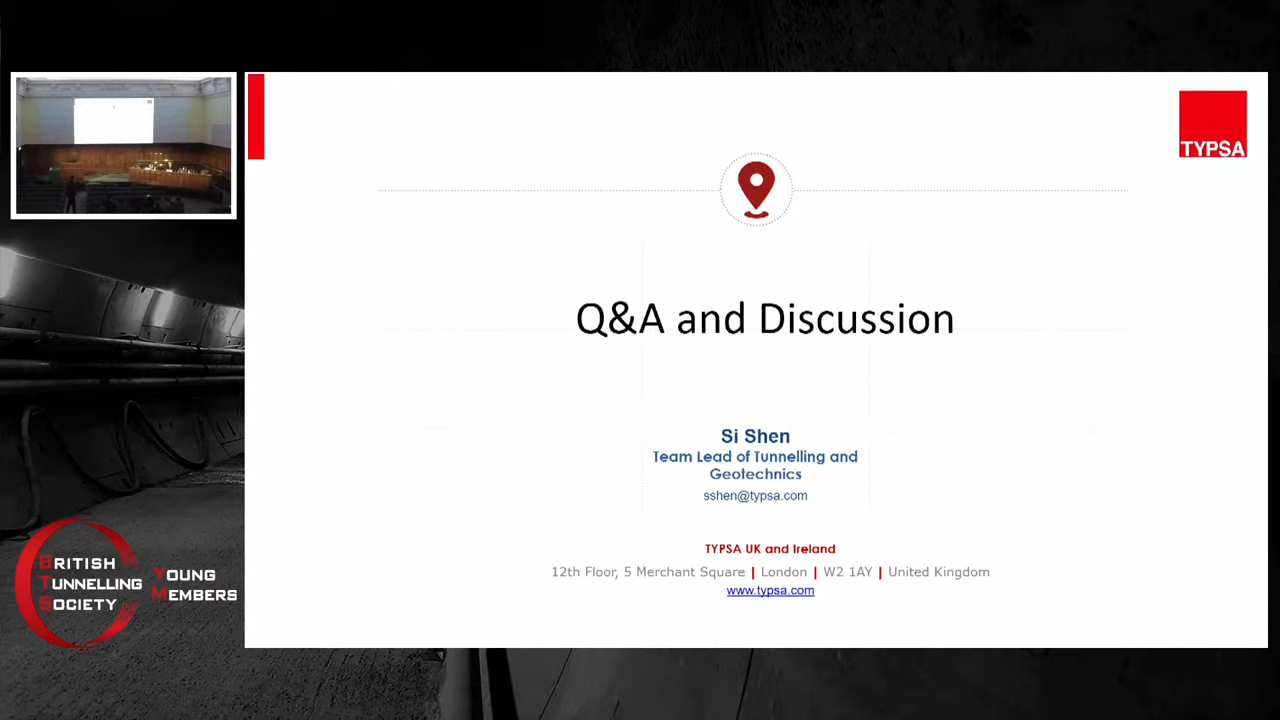 TYPSA
Q&A and Discussion
Si Shen
Team Lead of Tunnelling and
Geotechnics
sshen@typsa.com
TYPSA UK and Ireland
12th Floor, 5 Merchant Square | London | W2 1AY | United Kingdom
www.typsa.com
BRITISH
TUNNELLING
SOCIETY
YOUNG
MEMBERS